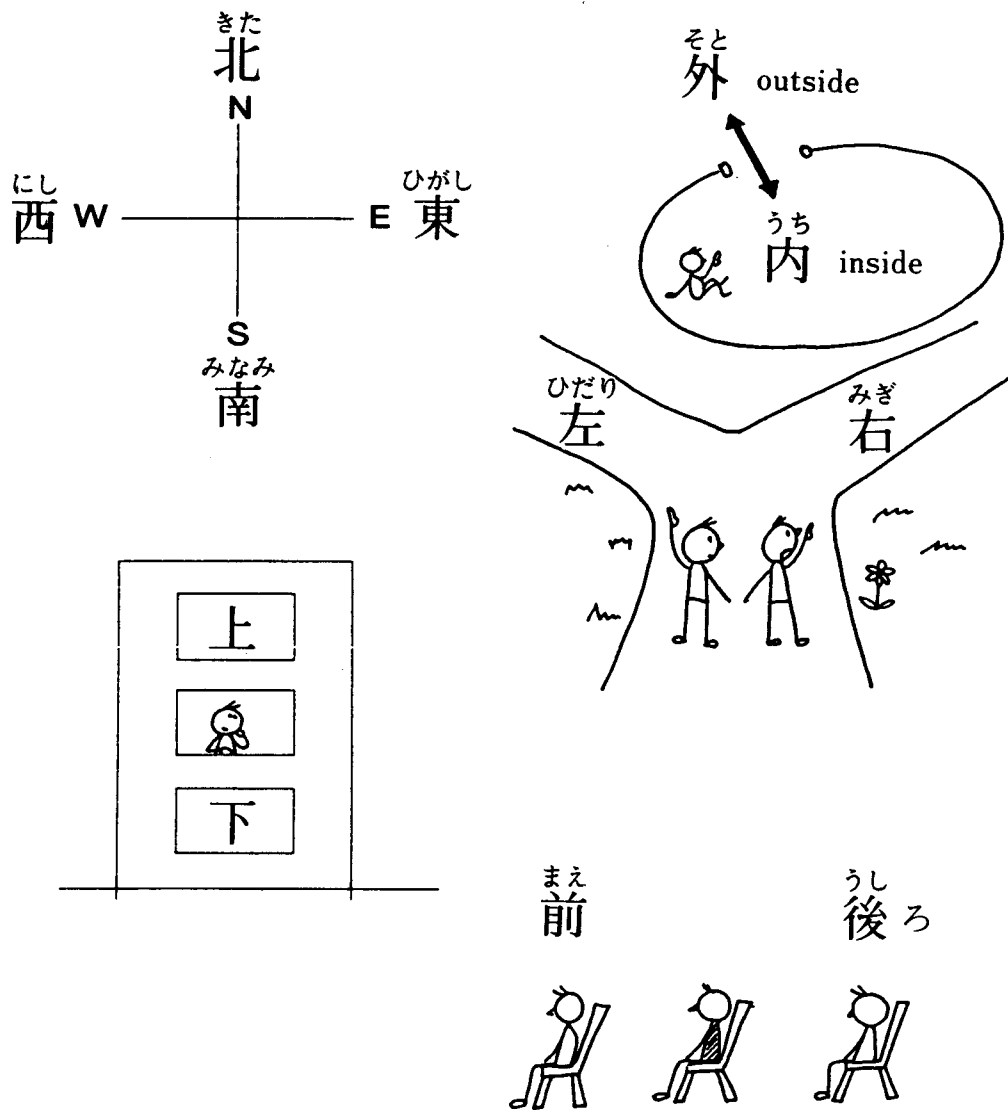 きた
北
N
にし
西 W
E
ひがし
東
S
みなみ
南
そと
外 outside
うち
内 inside
ひだり
左
みぎ
右
上
下
まえ
前
うし
後ろ